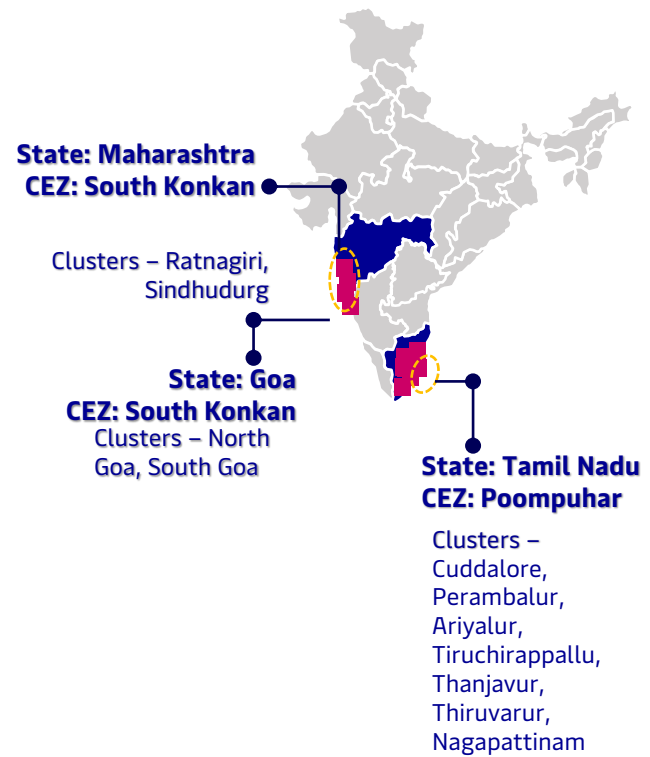 State: Maharashtra
CEZ: South Konkan
Clusters – Ratnagiri,
Sindhudurg
State: Goa
CEZ: South Konkan
Clusters – North
Goa, South Goa
State: Tamil Nadu
CEZ: Poompuhar
Clusters –
Cuddalore,
Perambalur,
Ariyalur,
Tiruchirappallu,
Thanjavur,
Thiruvarur,
Nagapattinam